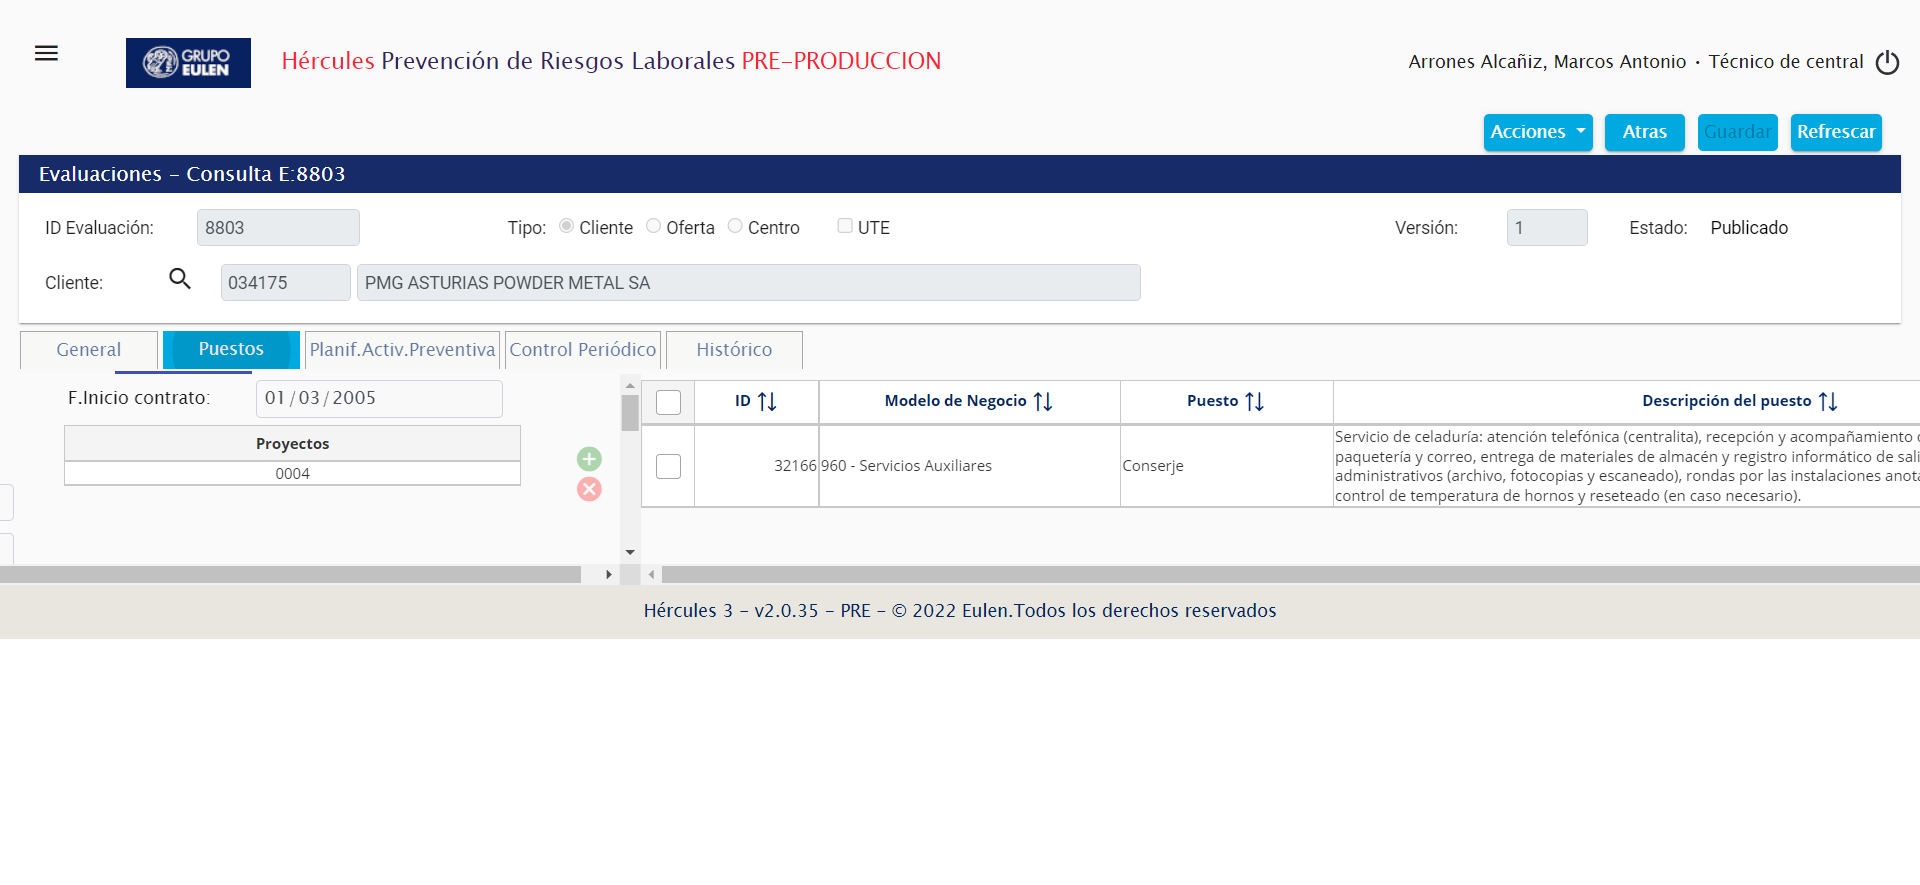 GRUPO
EULEN
Hércules Prevención de Riesgos Laborales PRE-PRODUCCION
Arrones Alcañiz, Marcos Antonio · Técnico de central
Acciones
Atras
Guardar
Refrescar
Evaluaciones - Consulta E:8803
ID Evaluación: 8803
Tipo: Cliente Oferta Centro UTE
Versión: 1
Estado: Publicado
Cliente: 034175 PMG ASTURIAS POWDER METAL SA
General
Puestos
Planif.Activ.Preventiva
Control Periódico
Histórico
F.Inicio contrato: 01/03/2005
Proyectos
0004
ID
Modelo de Negocio
Puesto
Descripción del puesto
32166
960 - Servicios Auxiliares
Conserje
Servicio de celaduría: atención telefónica (centralita), recepción y acompañamiento
paquetería y correo, entrega de materiales de almacén y registro informático de sali
administrativos (archivo, fotocopias y escaneado), rondas por las instalaciones anota
control de temperatura de hornos y reseteado (en caso necesario).
Hércules 3 - v2.0.35 - PRE - © 2022 Eulen.Todos los derechos reservados